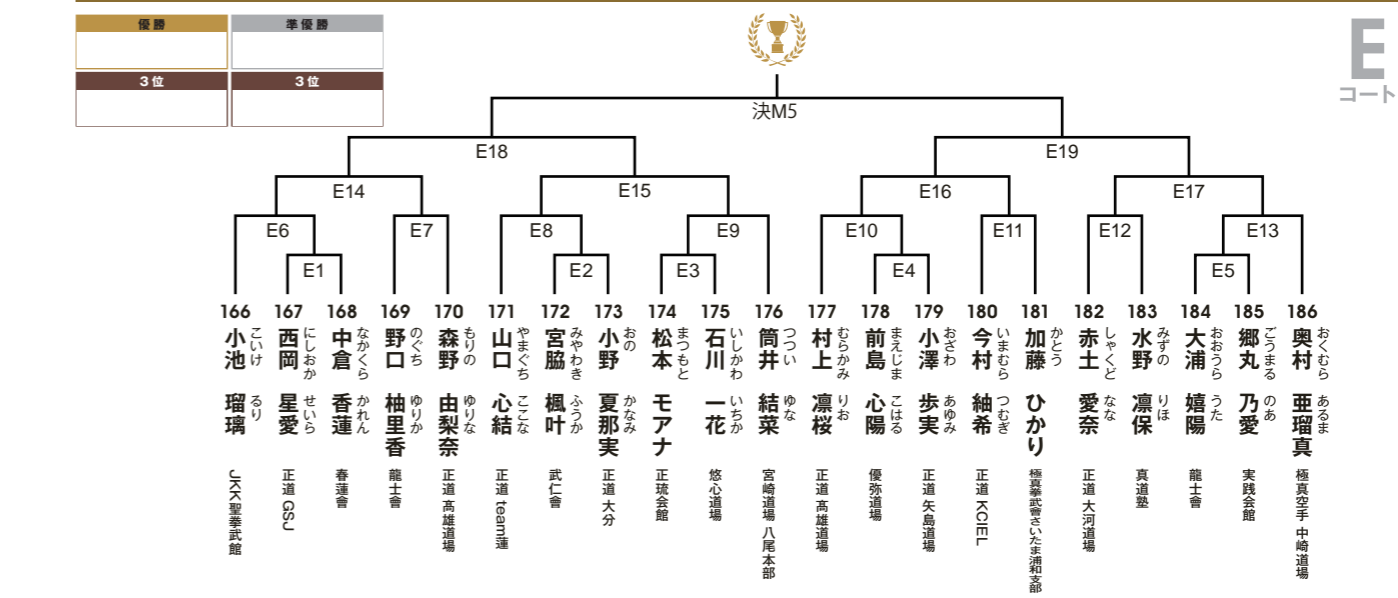 優勝
準優勝
3位
3位
E
コート
決M5
E18
E19
E14
E15
E16
E17
E6
E7
E8
E9
E10
E11
E12
E13
E1
E2
E3
E4
E5
166
小池 瑠璃
こいけ るり
JKK 聖拳武館
167
西岡 星愛
にしおか せいら
正道 GSJ
168
中倉 香蓮
なかくら かれん
春蓮會
169
野口 柚里香
のぐち ゆりか
龍士會
170
森野 由梨奈
もりの ゆりな
正道 髙雄道場
171
山口 心結
やまぐち ここな
正道 team蓮
172
宮脇 楓叶
みやわき ふうか
武仁會
173
小野 夏那実
おの かなみ
正道 大分
174
松本 モアナ
まつもと
正琉会館
175
石川 一花
いしかわ いちか
悠心道場
176
筒井 結菜
つつい ゆな
宮崎道場 八尾本部
177
村上 凛桜
むらかみ りお
正道 髙雄道場
178
前島 心陽
まえじま こはる
優弥道場
179
小澤 歩実
おざわ あゆみ
正道 矢島道場
180
今村 紬希
いまむら つむぎ
正道 KCIEL
181
加藤 ひかり
かとう
極真拳武會さいたま浦和支部
182
赤土 愛奈
しゃくど なな
正道 大河道場
183
水野 凛保
みずの りほ
真道塾
184
大浦 嬉陽
おおうら うた
龍士會
185
郷丸 乃愛
ごうまる のあ
実践会館
186
奥村 亜瑠真
おくむら あるま
極真空手 中崎道場